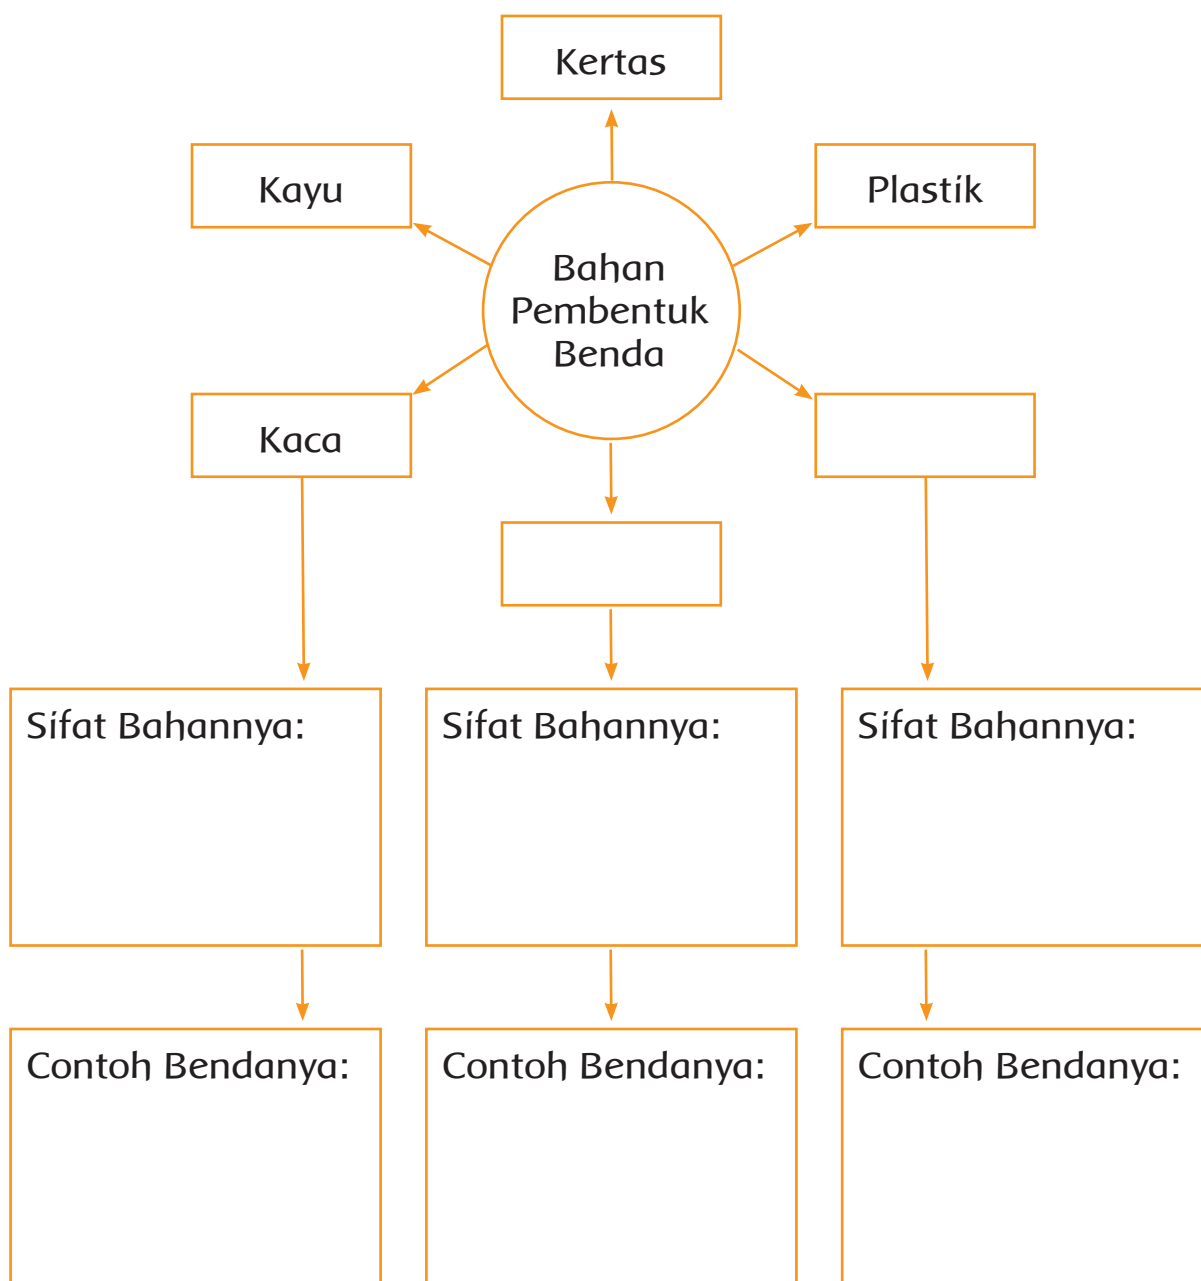 Kertas
Kayu
Plastik
Bahan
Pembentuk
Benda
Kaca
Sifat Bahannya:
Sifat Bahannya:
Sifat Bahannya:
Contoh Bendanya:
Contoh Bendanya:
Contoh Bendanya: